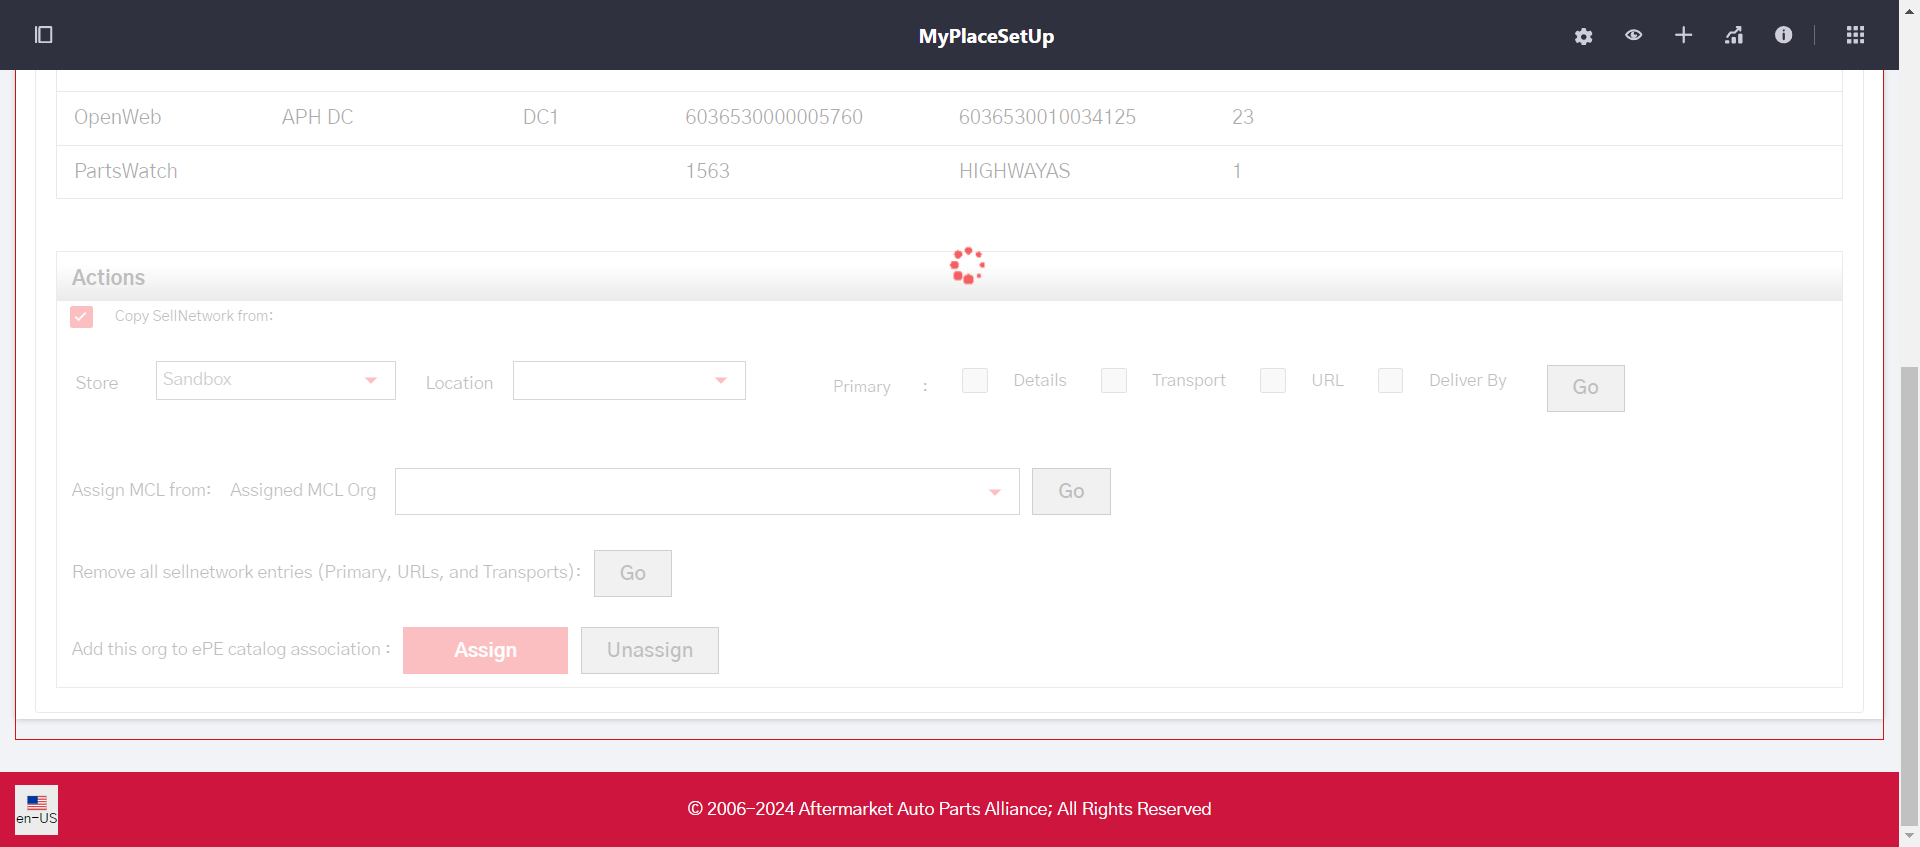 MyPlaceSetUp
OpenWeb APH DC DC1 6036530000005760 6036530010034125 23
PartsWatch 1563 HIGHWAYAS 1
Actions
Copy SellNetwork from:
Store Sandbox Location Primary : Details Transport URL Deliver By Go
Assign MCL from: Assigned MCL Org Go
Remove all sellnetwork entries (Primary, URLs, and Transports): Go
Add this org to ePE catalog association : Assign Unassign
en-US
© 2006-2024 Aftermarket Auto Parts Alliance; All Rights Reserved